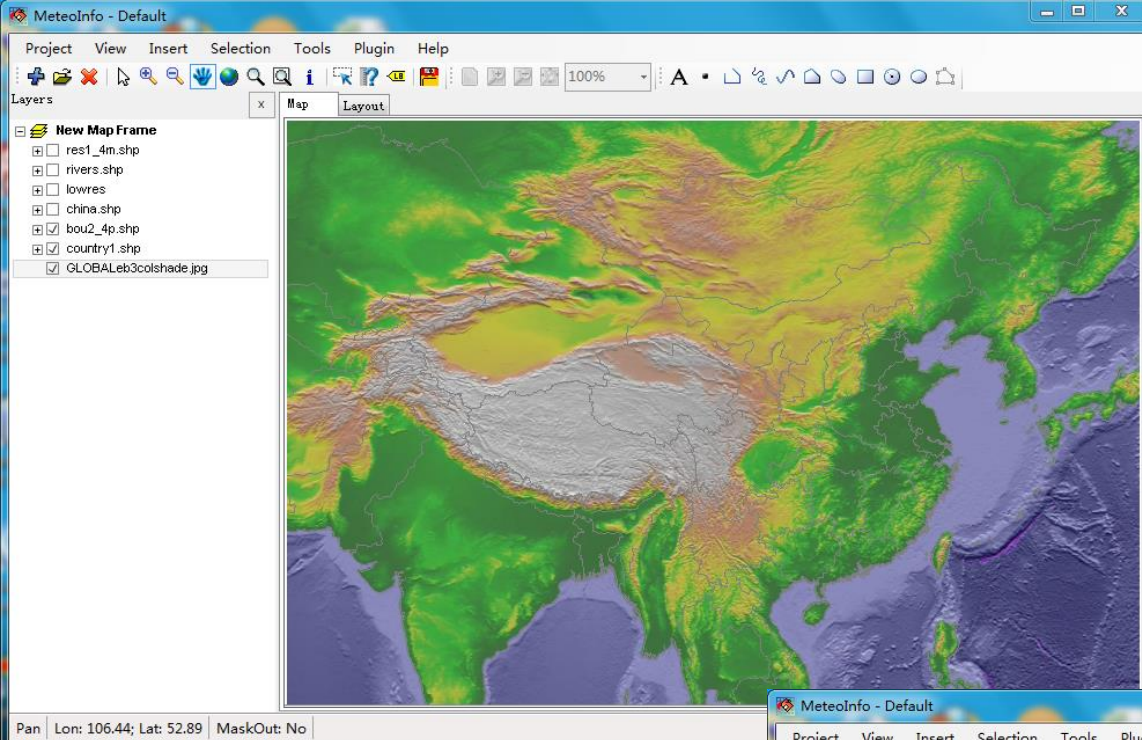 MeteoInfo - Default
Project View Insert Selection Tools Plugin Help
100%
A
Layers
x
Map
Layout
New Map Frame
res1_4m.shp
rivers.shp
lowres
china.shp
bou2_4p.shp
country1.shp
GLOBALeb3colshade.jpg
Pan Lon: 106.44; Lat: 52.89 MaskOut: No
MeteoInfo - Default
Project View Insert Selection Tools Plu